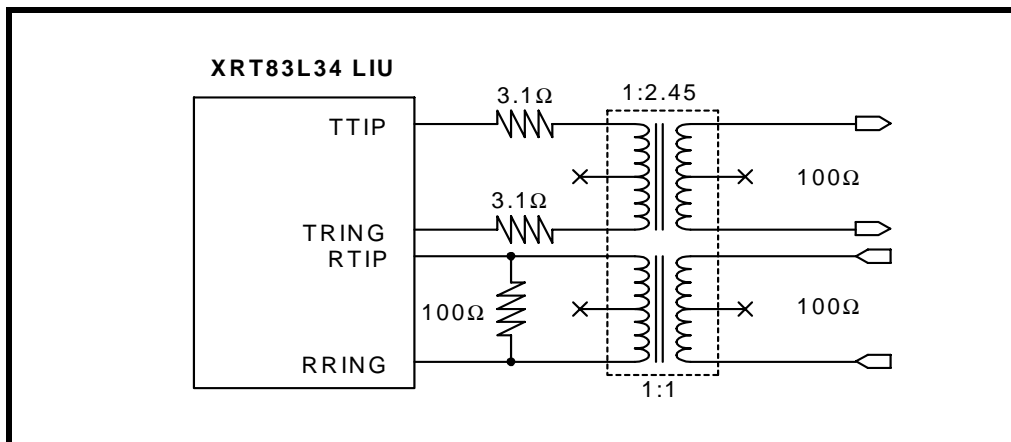 XRT83L34 LIU
3.1Ω
1:2.45
TTIP
100Ω
3.1Ω
TRING
RTIP
100Ω
100Ω
RRING
1:1